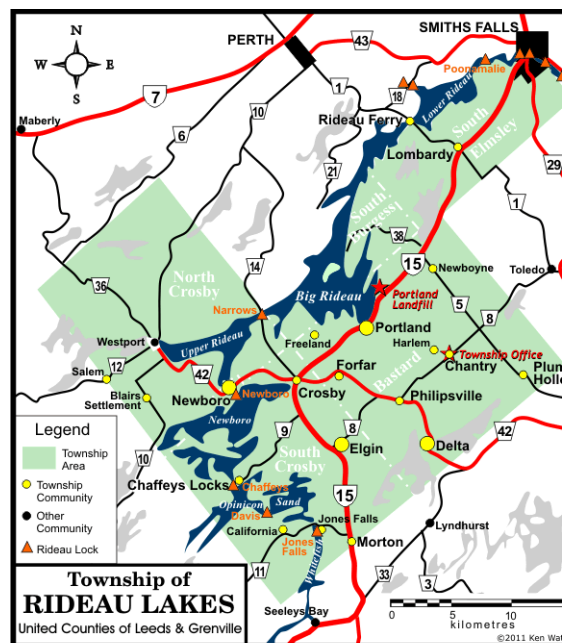 SMITHS FALLS
PERTH
43
N
W E
S
7
Maberly
10
1
6
18
Poonamalie
Lower Rideau
Rideau Ferry
South
Elmsley
Lombardy
29
21
South
Burgess
38
1
15
36
North
Crosby
14
Newboyne
Toledo
Big Rideau
Portland
Landfill
5
8
Narrows
Portland
Westport
Upper Rideau
Freeland
Harlem
Township Office
Chantry
Salem
12
42
Newboro
Newboro
Forfar
Crosby
Bastard
Plum
Hollo
Blairs
Settlement
Philipsville
Newboro
9
8
42
Legend
Township
Area
Township
Community
Other
Community
Rideau Lock
10
South
Crosby
Elgin
Delta
Chaffeys Locks
Chaffeys
Opinicon
Sand
Davis
15
California
Jones Falls
Jones
Falls
Lyndhurst
Morton
11
33
3
Township of
RIDEAU LAKES
United Counties of Leeds & Grenville
Seeleys Bay
0 5 10
kilometres
©2011 Ken Wat